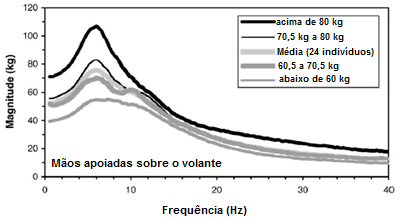 120
100
80
60
40
20
0
Magnitude (kg)
acima de 80 kg
70,5 kg a 80 kg
Média (24 indivíduos)
60,5 a 70,5 kg
abaixo de 60 kg
Mãos apoiadas sobre o volante
0 10 20 30 40
Frequência (Hz)